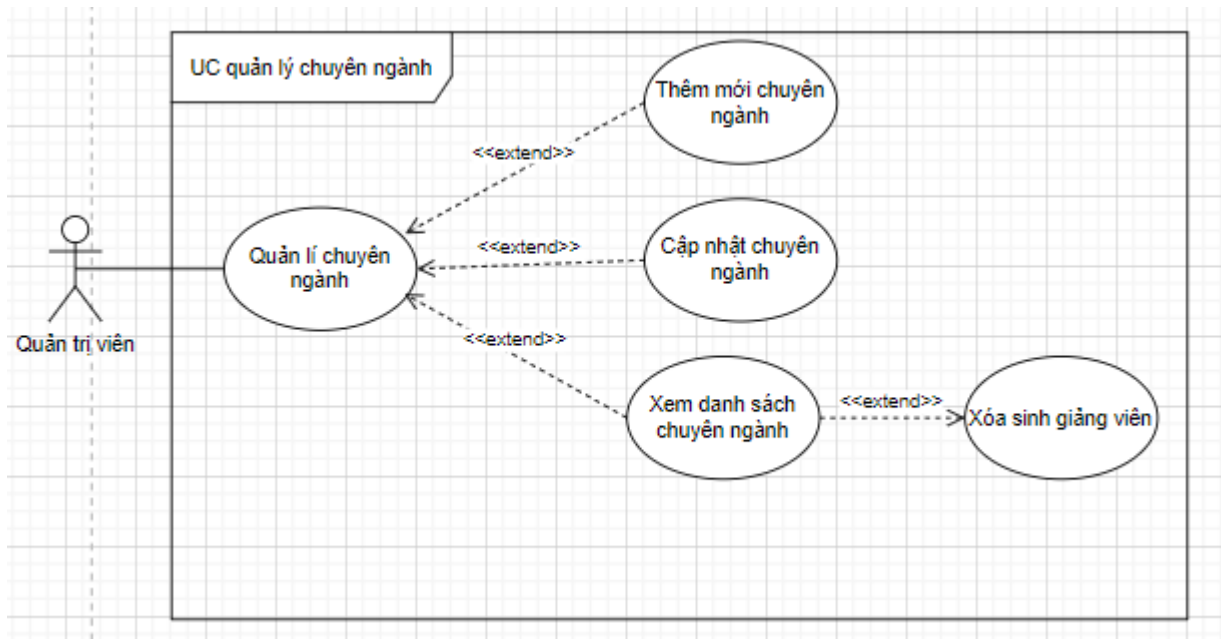 UC quản lý chuyên ngành
Thêm mới chuyên
ngành
<<extend>>
Quản lí chuyên
ngành
<<extend>>
Cập nhật chuyên
ngành
Quản trị viên
<<extend>>
Xem danh sách
chuyên ngành
<<extend>>
Xóa sinh giảng viên